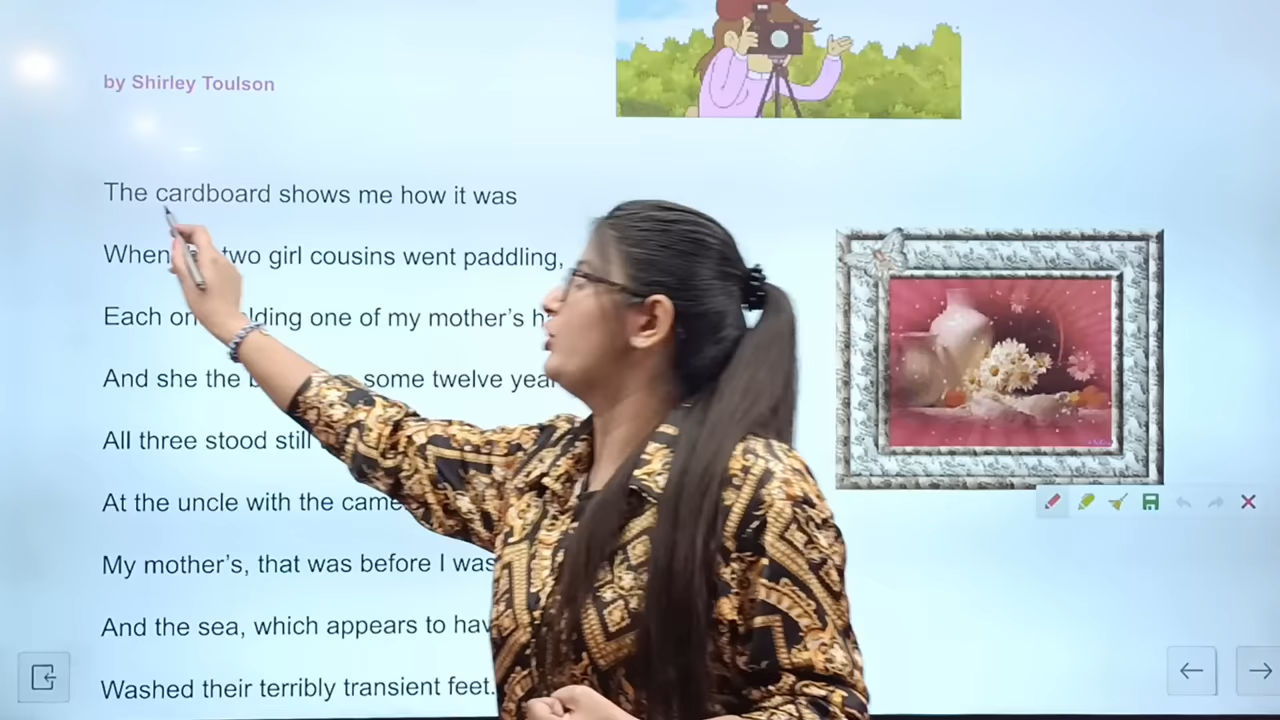 by Shirley Toulson
The cardboard shows me how it was
When two girl cousins went paddling,
Each lding one of my mother's h
And she the some twelve year
All three stood still
At the uncle with the came
My mother's, that was before I was
And the sea, which appears to hav
Washed their terribly transient feet.